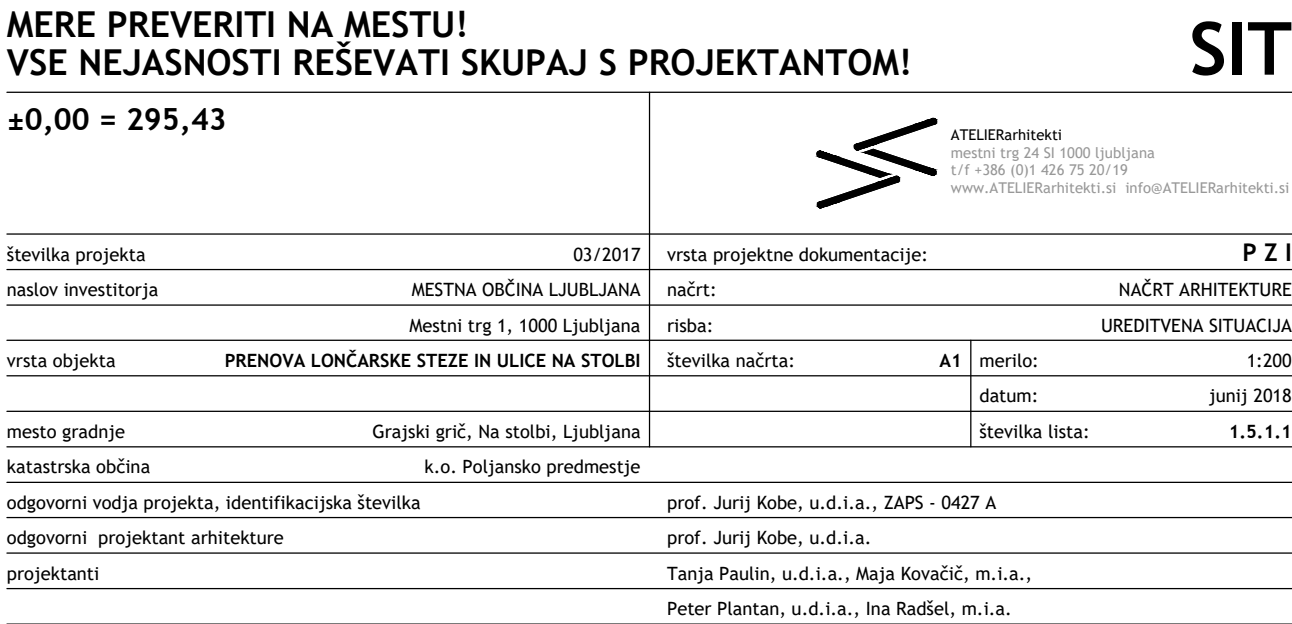 MERE PREVERITI NA MESTU!
VSE NEJASNOSTI REŠEVATI SKUPAJ S PROJEKTANTOM!
SIT
±0,00 = 295,43
ATELIERarhitekti
mestni trg 24 SI 1000 ljubljana
t/f +386 (0)1 426 75 20/19
www.ATELIERarhitekti.si info@ATELIERarhitekti.si
številka projekta 03/2017 vrsta projektne dokumentacije: P Z I
naslov investitorja MESTNA OBČINA LJUBLJANA načrt: NAČRT ARHITEKTURE
Mestni trg 1, 1000 Ljubljana risba: UREDITVENA SITUACIJA
vrsta objekta PRENOVA LONČARSKE STEZE IN ULICE NA STOLBI številka načrta: A1 merilo: 1:200
datum: junij 2018
mesto gradnje Grajski grič, Na stolbi, Ljubljana številka lista: 1.5.1.1
katastrska občina k.o. Poljansko predmestje
odgovorni vodja projekta, identifikacijska številka prof. Jurij Kobe, u.d.i.a., ZAPS - 0427 A
odgovorni projektant arhitekture prof. Jurij Kobe, u.d.i.a.
projektanti Tanja Paulin, u.d.i.a., Maja Kovačič, m.i.a.,
Peter Plantan, u.d.i.a., Ina Radšel, m.i.a.